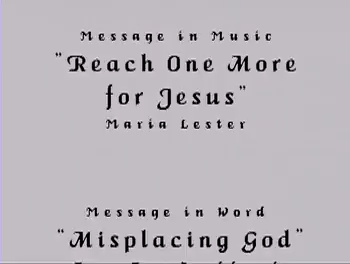 Message in Music
"Reach One More
for Jesus"
Maria Lester
Message in Word
"Misplacing God"